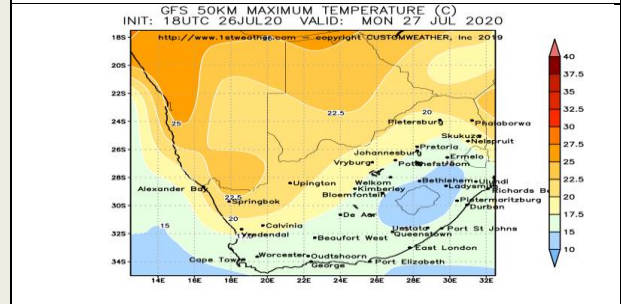 GFS 50KM MAXIMUM TEMPERATURE (C)
INIT: 18UTC 26JUL20 VALID: MON 27 JUL 2020
http://www.1stweather.com – copyright CUSTOMWEATHER, Inc 2019
18S
20S
22S
24S
26S
28S
30S
32S
34S
14E 16E 18E 20E 22E 24E 26E 28E 30E 32E
25
22.5
20
22.5
20
15
Pietersburg
Phalaborwa
Skukuza
Nelspruit
Pretoria
Johannesburg
Ermelo
Vryburg
Potchefstroom
Welkom
Bethlehem
Ulundi
Alexander Bay
Upington
Kimberley
Ladysmith
Richards B
Springbok
Bloemfontein
Pietermaritzburg
Durban
De Aar
Calvinia
Vredendal
Umtata
Port St Johns
Beaufort West
Queenstown
East London
Cape Town
Worcester
Oudtshoorn
George
Port Elizabeth
40
37.5
35
32.5
30
27.5
25
22.5
20
17.5
15
10